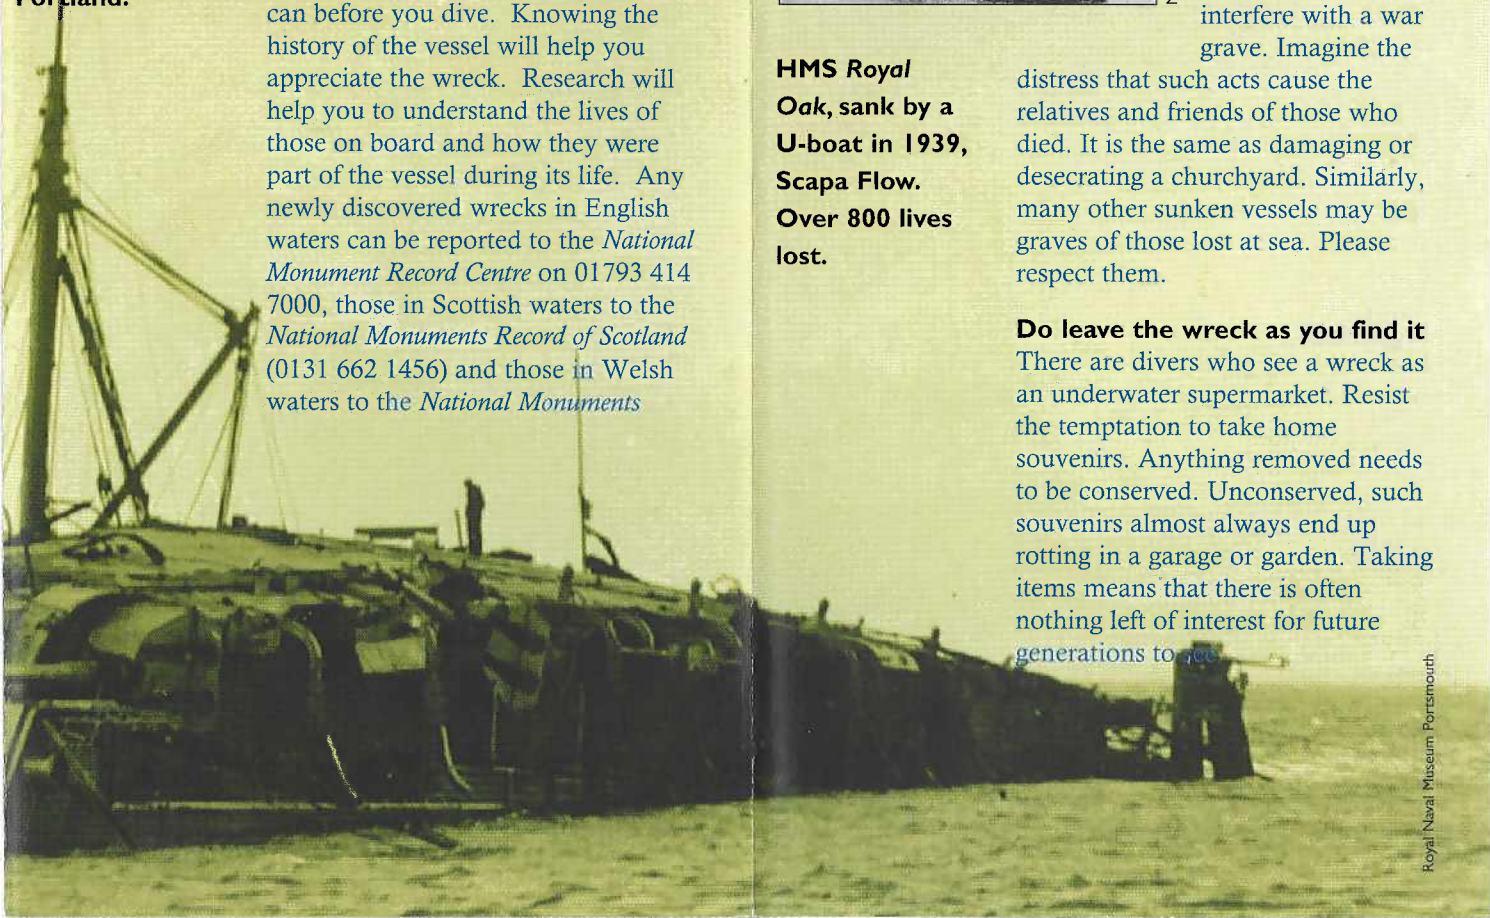 Portland.
can before you dive. Knowing the
history of the vessel will help you
appreciate the wreck. Research will
help you to understand the lives of
those on board and how they were
part of the vessel during its life. Any
newly discovered wrecks in English
waters can be reported to the National
Monument Record Centre on 01793 414
7000, those in Scottish waters to the
National Monuments Record of Scotland
(0131 662 1456) and those in Welsh
waters to the National Monuments
HMS Royal
Oak, sank by a
U-boat in 1939,
Scapa Flow.
Over 800 lives
lost.
interfere with a war
grave. Imagine the
distress that such acts cause the
relatives and friends of those who
died. It is the same as damaging or
desecrating a churchyard. Similarly,
many other sunken vessels may be
graves of those lost at sea. Please
respect them.
Do leave the wreck as you find it
There are divers who see a wreck as
an underwater supermarket. Resist
the temptation to take home
souvenirs. Anything removed needs
to be conserved. Unconserved, such
souvenirs almost always end up
rotting in a garage or garden. Taking
items means that there is often
nothing left of interest for future
generations to see.
Royal Naval Museum Portsmouth